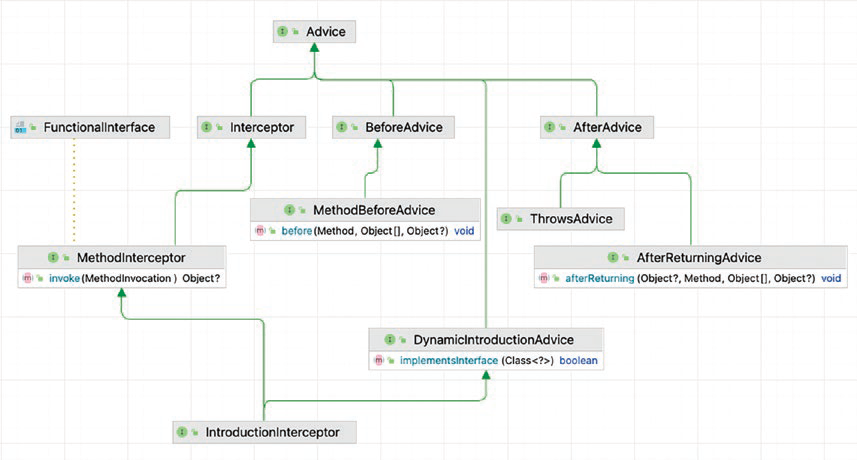 Advice
FunctionalInterface
Interceptor
BeforeAdvice
AfterAdvice
MethodBeforeAdvice
before(Method, Object[], Object?) void
ThrowsAdvice
MethodInterceptor
invoke(MethodInvocation ) Object?
AfterReturningAdvice
afterReturning (Object?, Method, Object[], Object?) void
DynamicIntroductionAdvice
implementsInterface (Class<?>) boolean
IntroductionInterceptor